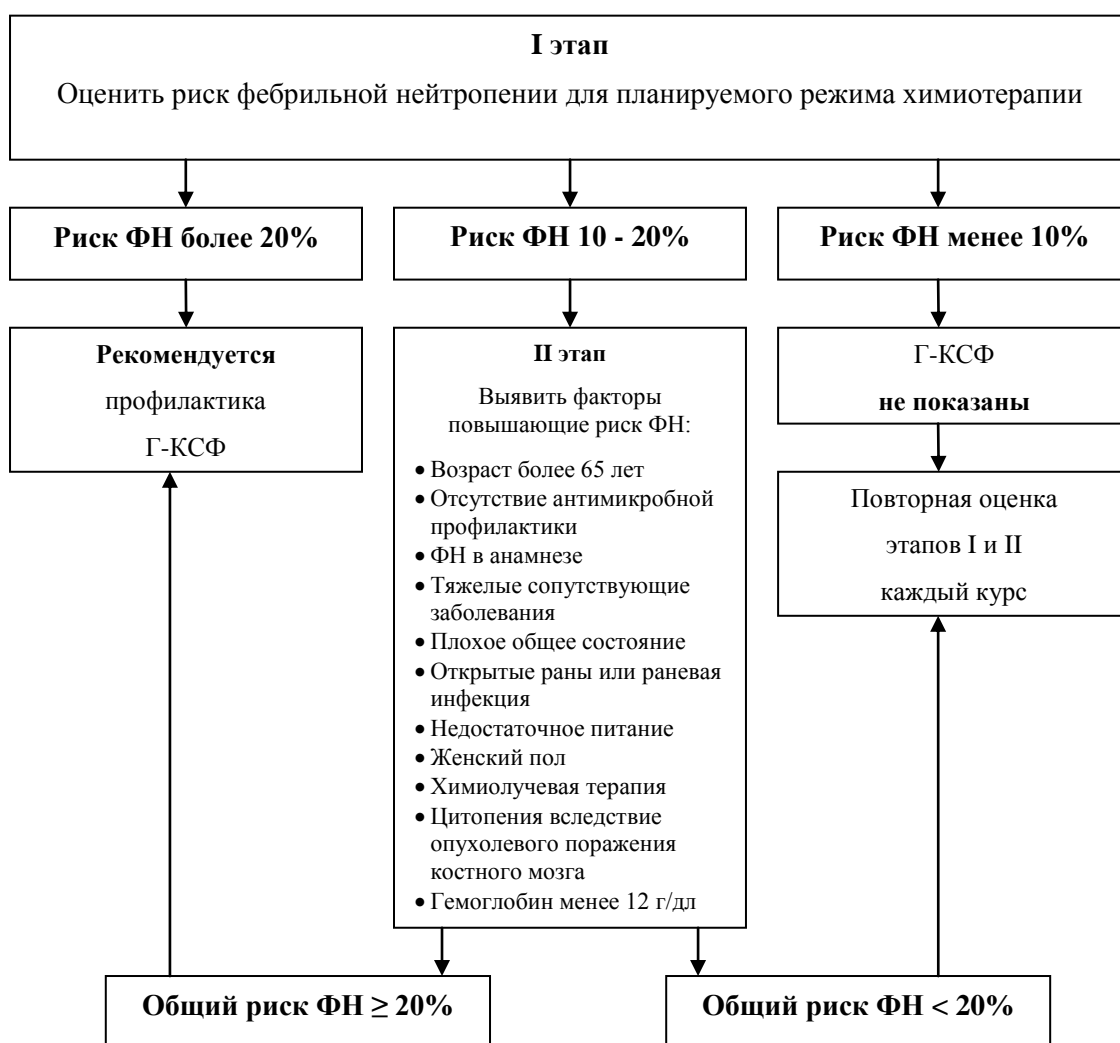 I этап
Оценить риск фебрильной нейтропении для планируемого режима химиотерапии
Риск ФН более 20%
Риск ФН 10 - 20%
Риск ФН менее 10%
Рекомендуется
профилактика
Г-КСФ
II этап
Выявить факторы
повышающие риск ФН:
• Возраст более 65 лет
• Отсутствие антимикробной
профилактики
• ФН в анамнезе
• Тяжелые сопутствующие
заболевания
• Плохое общее состояние
• Открытые раны или раневая
инфекция
• Недостаточное питание
• Женский пол
• Химиолучевая терапия
• Цитопения вследствие
опухолевого поражения
костного мозга
• Гемоглобин менее 12 г/дл
Г-КСФ
не показаны
Повторная оценка
этапов I и II
каждый курс
Общий риск ФН ≥ 20%
Общий риск ФН < 20%